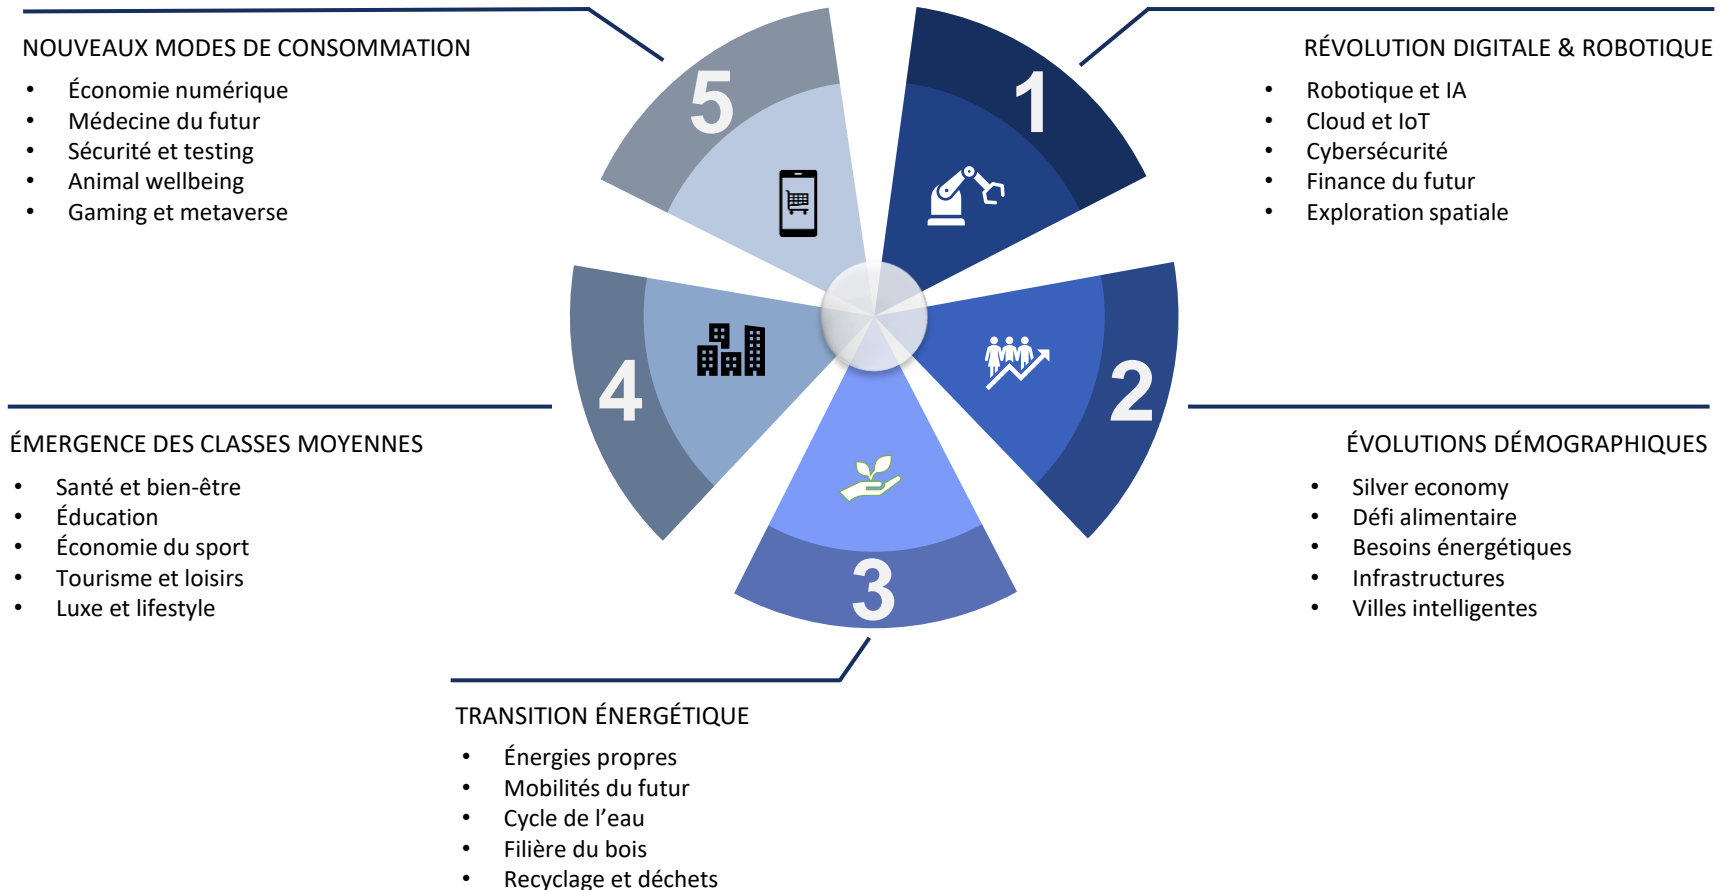 NOUVEAUX MODES DE CONSOMMATION
• Économie numérique
• Médecine du futur
• Sécurité et testing
• Animal wellbeing
• Gaming et metaverse
5
1
RÉVOLUTION DIGITALE & ROBOTIQUE
• Robotique et IA
• Cloud et IoT
• Cybersécurité
• Finance du futur
• Exploration spatiale
4
2
ÉMERGENCE DES CLASSES MOYENNES
• Santé et bien-être
• Éducation
• Économie du sport
• Tourisme et loisirs
• Luxe et lifestyle
ÉVOLUTIONS DÉMOGRAPHIQUES
• Silver economy
• Défi alimentaire
• Besoins énergétiques
• Infrastructures
• Villes intelligentes
3
TRANSITION ÉNERGÉTIQUE
• Énergies propres
• Mobilités du futur
• Cycle de l’eau
• Filière du bois
• Recyclage et déchets